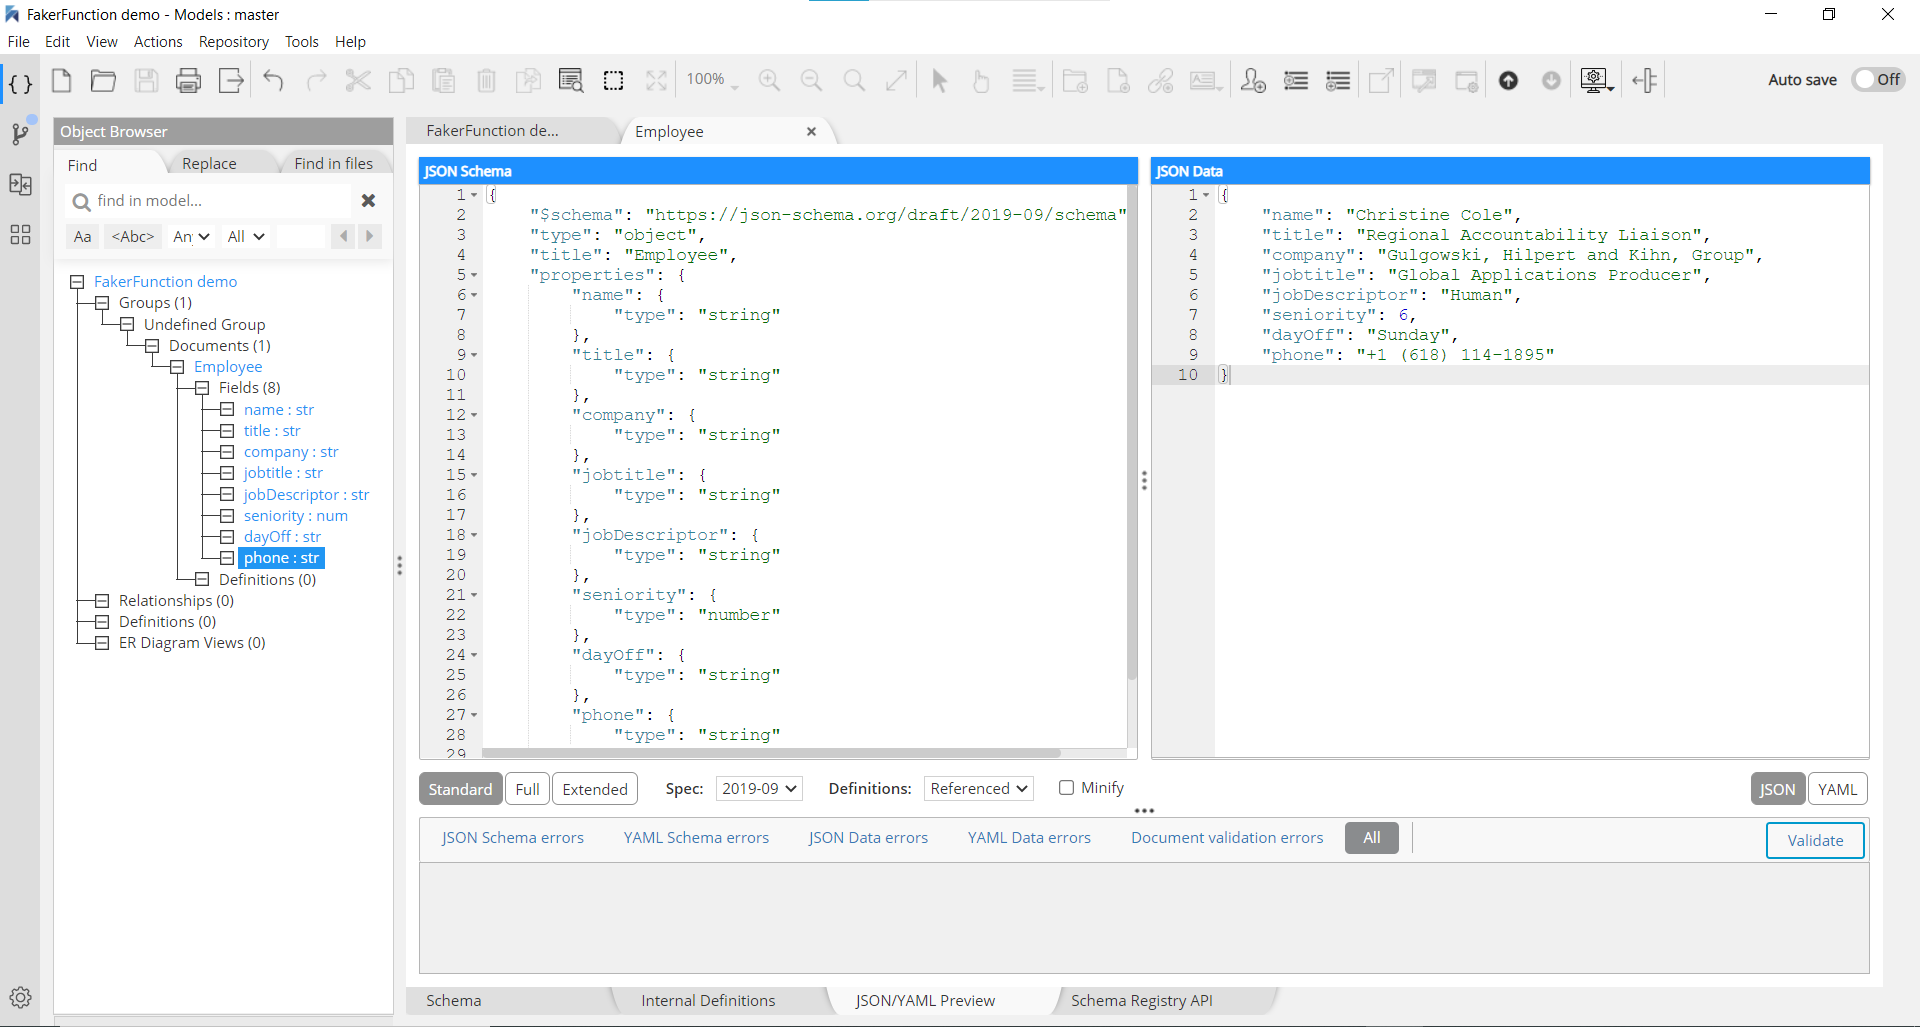 FakerFunction demo - Models : master
File Edit View Actions Repository Tools Help
100%
Auto save Off
Object Browser
Find Replace Find in files
find in model...
Aa <Abc> An All
FakerFunction demo
Groups (1)
Undefined Group
Documents (1)
Employee
Fields (8)
name : str
title : str
company : str
jobtitle : str
jobDescriptor : str
seniority : num
dayOff : str
phone : str
Definitions (0)
Relationships (0)
Definitions (0)
ER Diagram Views (0)
FakerFunction de... Employee
JSON Schema
1 {
2 "$schema": "https://json-schema.org/draft/2019-09/schema"
3 "type": "object",
4 "title": "Employee",
5 "properties": {
6 "name": {
7 "type": "string"
8 },
9 "title": {
10 "type": "string"
11 },
12 "company": {
13 "type": "string"
14 },
15 "jobtitle": {
16 "type": "string"
17 },
18 "jobDescriptor": {
19 "type": "string"
20 },
21 "seniority": {
22 "type": "number"
23 },
24 "dayOff": {
25 "type": "string"
26 },
27 "phone": {
28 "type": "string"
29
JSON Data
1 {
2 "name": "Christine Cole",
3 "title": "Regional Accountability Liaison",
4 "company": "Gulgowski, Hilpert and Kihn, Group",
5 "jobtitle": "Global Applications Producer",
6 "jobDescriptor": "Human",
7 "seniority": 6,
8 "dayOff": "Sunday",
9 "phone": "+1 (618) 114-1895"
10 }
Standard Full Extended Spec: 2019-09 Definitions: Referenced Minify JSON YAML
JSON Schema errors YAML Schema errors JSON Data errors YAML Data errors Document validation errors All Validate
Schema Internal Definitions JSON/YAML Preview Schema Registry API